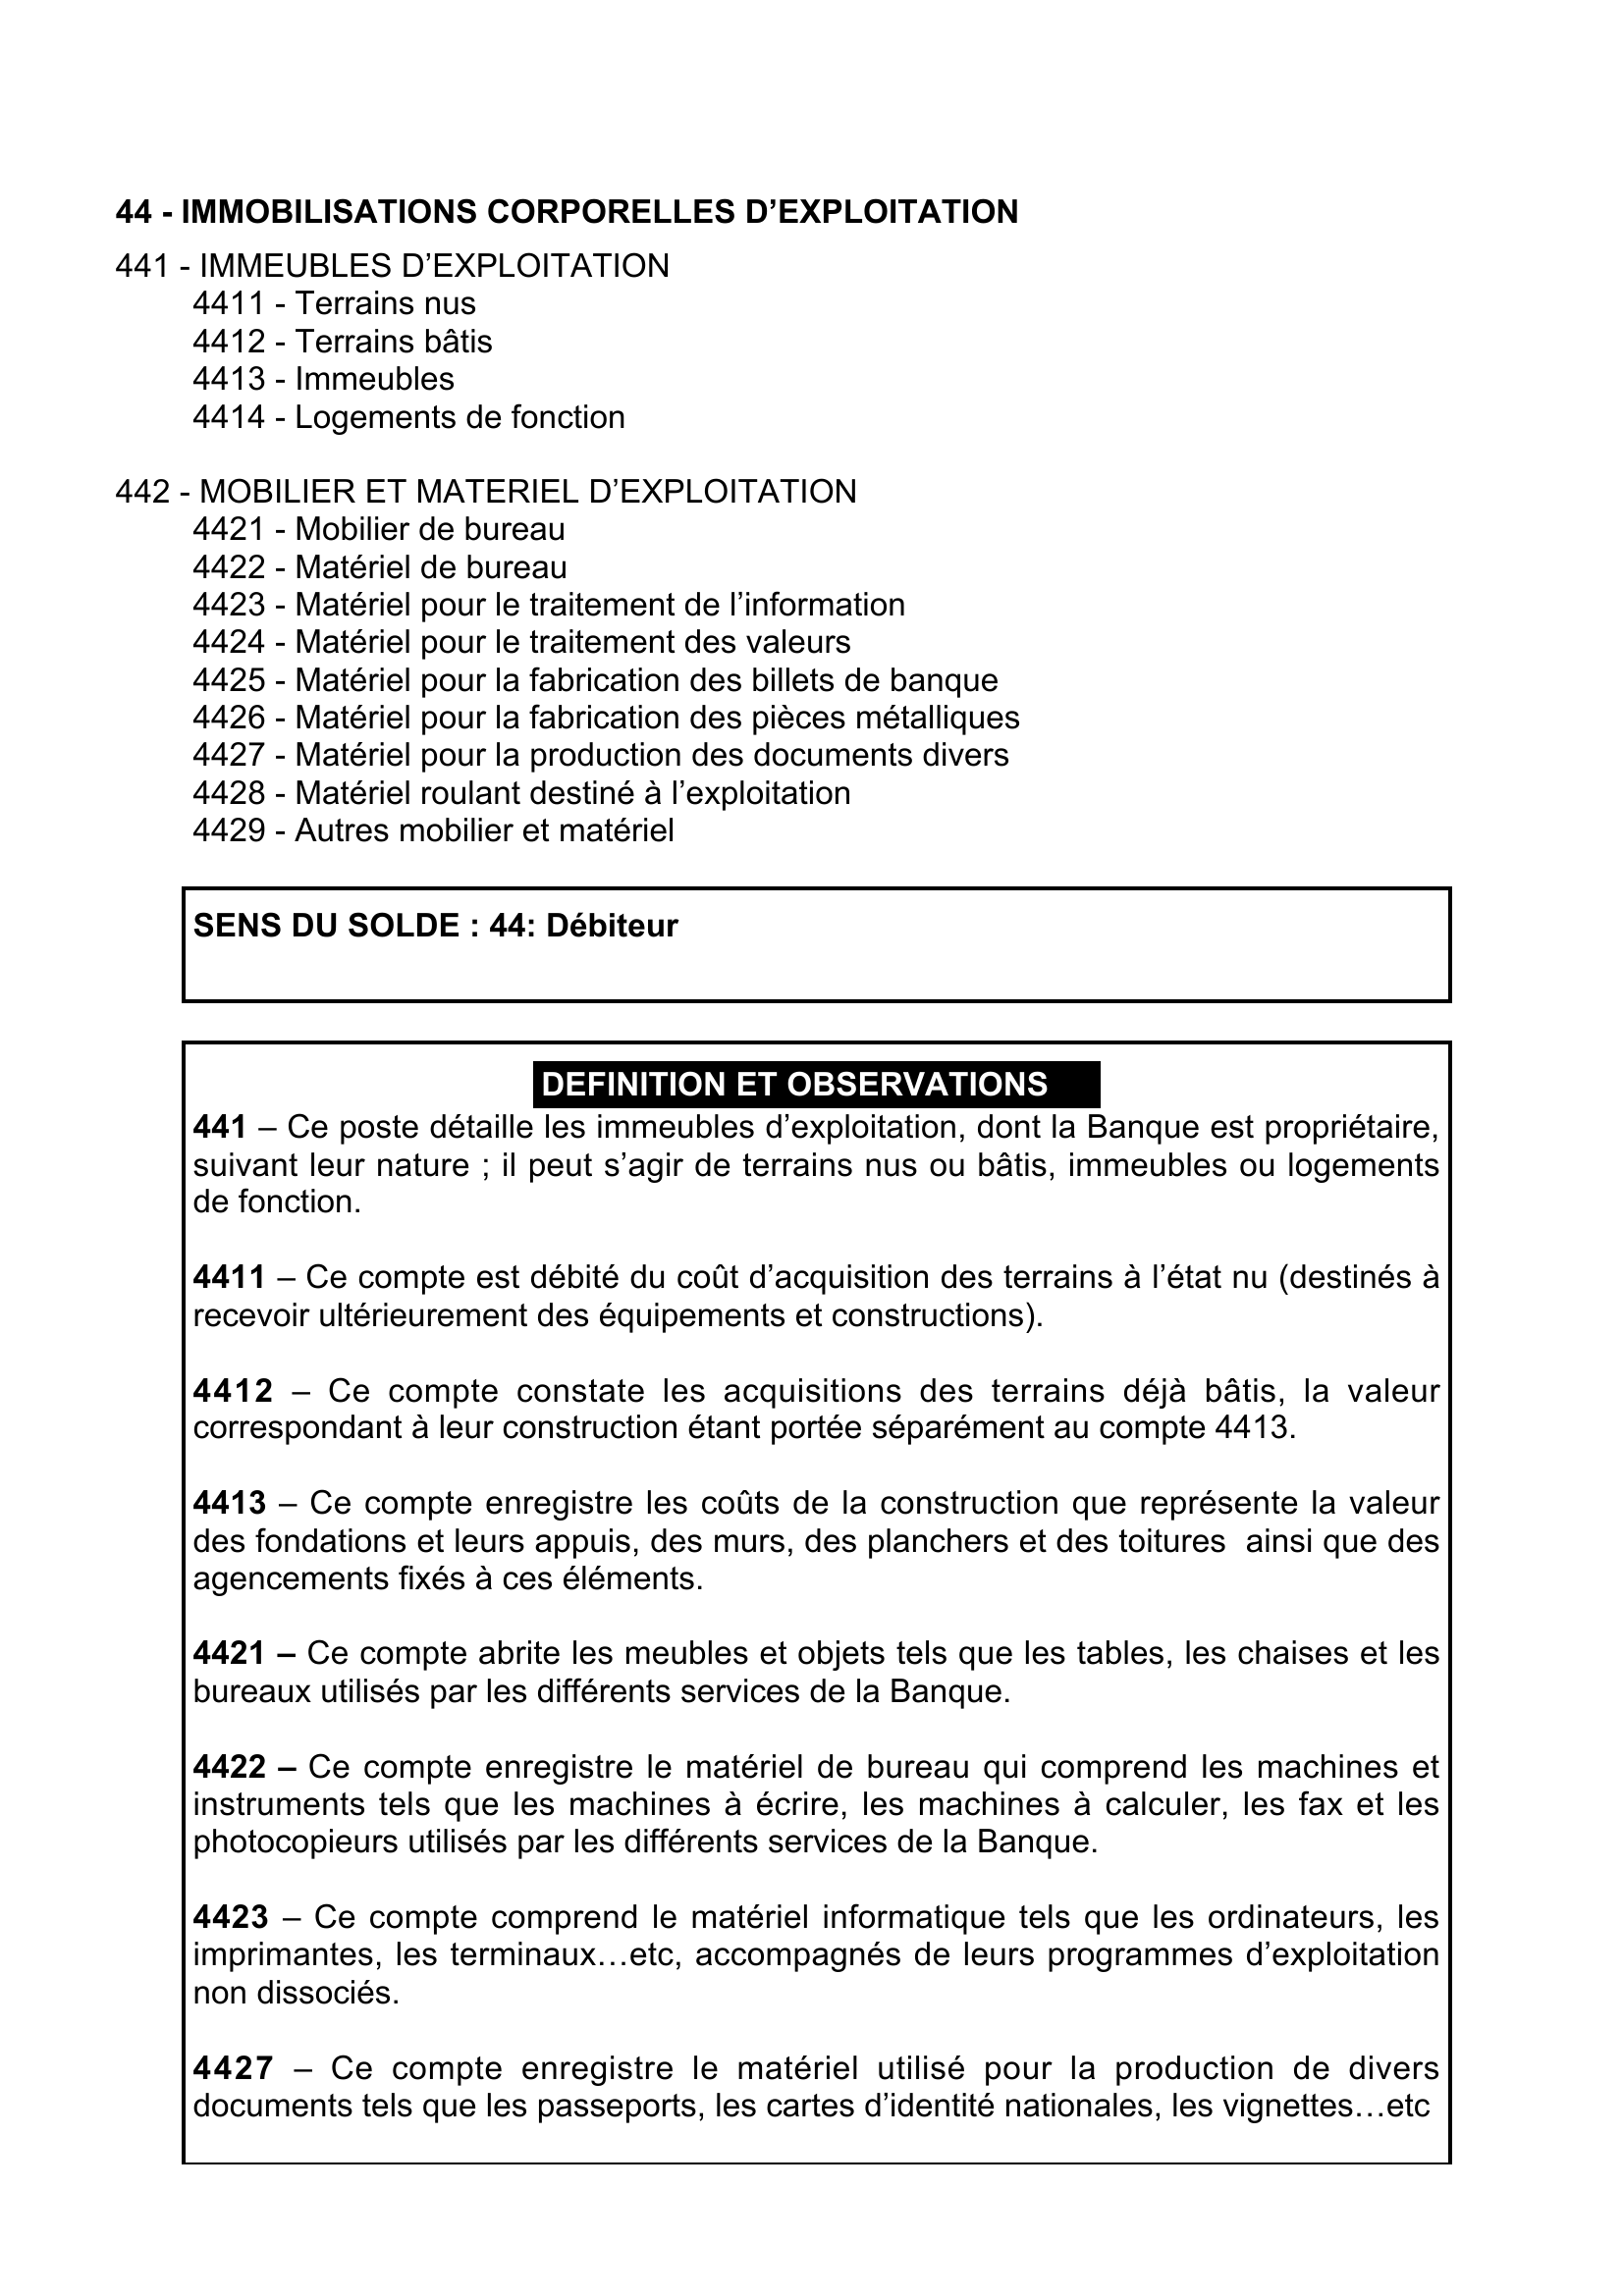 44 - IMMOBILISATIONS CORPORELLES D’EXPLOITATION
441 - IMMEUBLES D’EXPLOITATION
4411 - Terrains nus
4412 - Terrains bâtis
4413 - Immeubles
4414 - Logements de fonction
442 - MOBILIER ET MATERIEL D’EXPLOITATION
4421 - Mobilier de bureau
4422 - Matériel de bureau
4423 - Matériel pour le traitement de l’information
4424 - Matériel pour le traitement des valeurs
4425 - Matériel pour la fabrication des billets de banque
4426 - Matériel pour la fabrication des pièces métalliques
4427 - Matériel pour la production des documents divers
4428 - Matériel roulant destiné à l’exploitation
4429 - Autres mobilier et matériel
SENS DU SOLDE : 44: Débiteur
DEFINITION ET OBSERVATIONS
441 – Ce poste détaille les immeubles d’exploitation, dont la Banque est propriétaire,
suivant leur nature ; il peut s’agir de terrains nus ou bâtis, immeubles ou logements
de fonction.
4411 – Ce compte est débité du coût d’acquisition des terrains à l’état nu (destinés à
recevoir ultérieurement des équipements et constructions).
4412 – Ce compte constate les acquisitions des terrains déjà bâtis, la valeur
correspondant à leur construction étant portée séparément au compte 4413.
4413 – Ce compte enregistre les coûts de la construction que représente la valeur
des fondations et leurs appuis, des murs, des planchers et des toitures  ainsi que des
agencements fixés à ces éléments.
4421 – Ce compte abrite les meubles et objets tels que les tables, les chaises et les
bureaux utilisés par les différents services de la Banque.
4422 – Ce compte enregistre le matériel de bureau qui comprend les machines et
instruments tels que les machines à écrire, les machines à calculer, les fax et les
photocopieurs utilisés par les différents services de la Banque.
4423 – Ce compte comprend le matériel informatique tels que les ordinateurs, les
imprimantes, les terminaux…etc, accompagnés de leurs programmes d’exploitation
non dissociés.
4427 – Ce compte enregistre le matériel utilisé pour la production de divers
documents tels que les passeports, les cartes d’identité nationales, les vignettes…etc